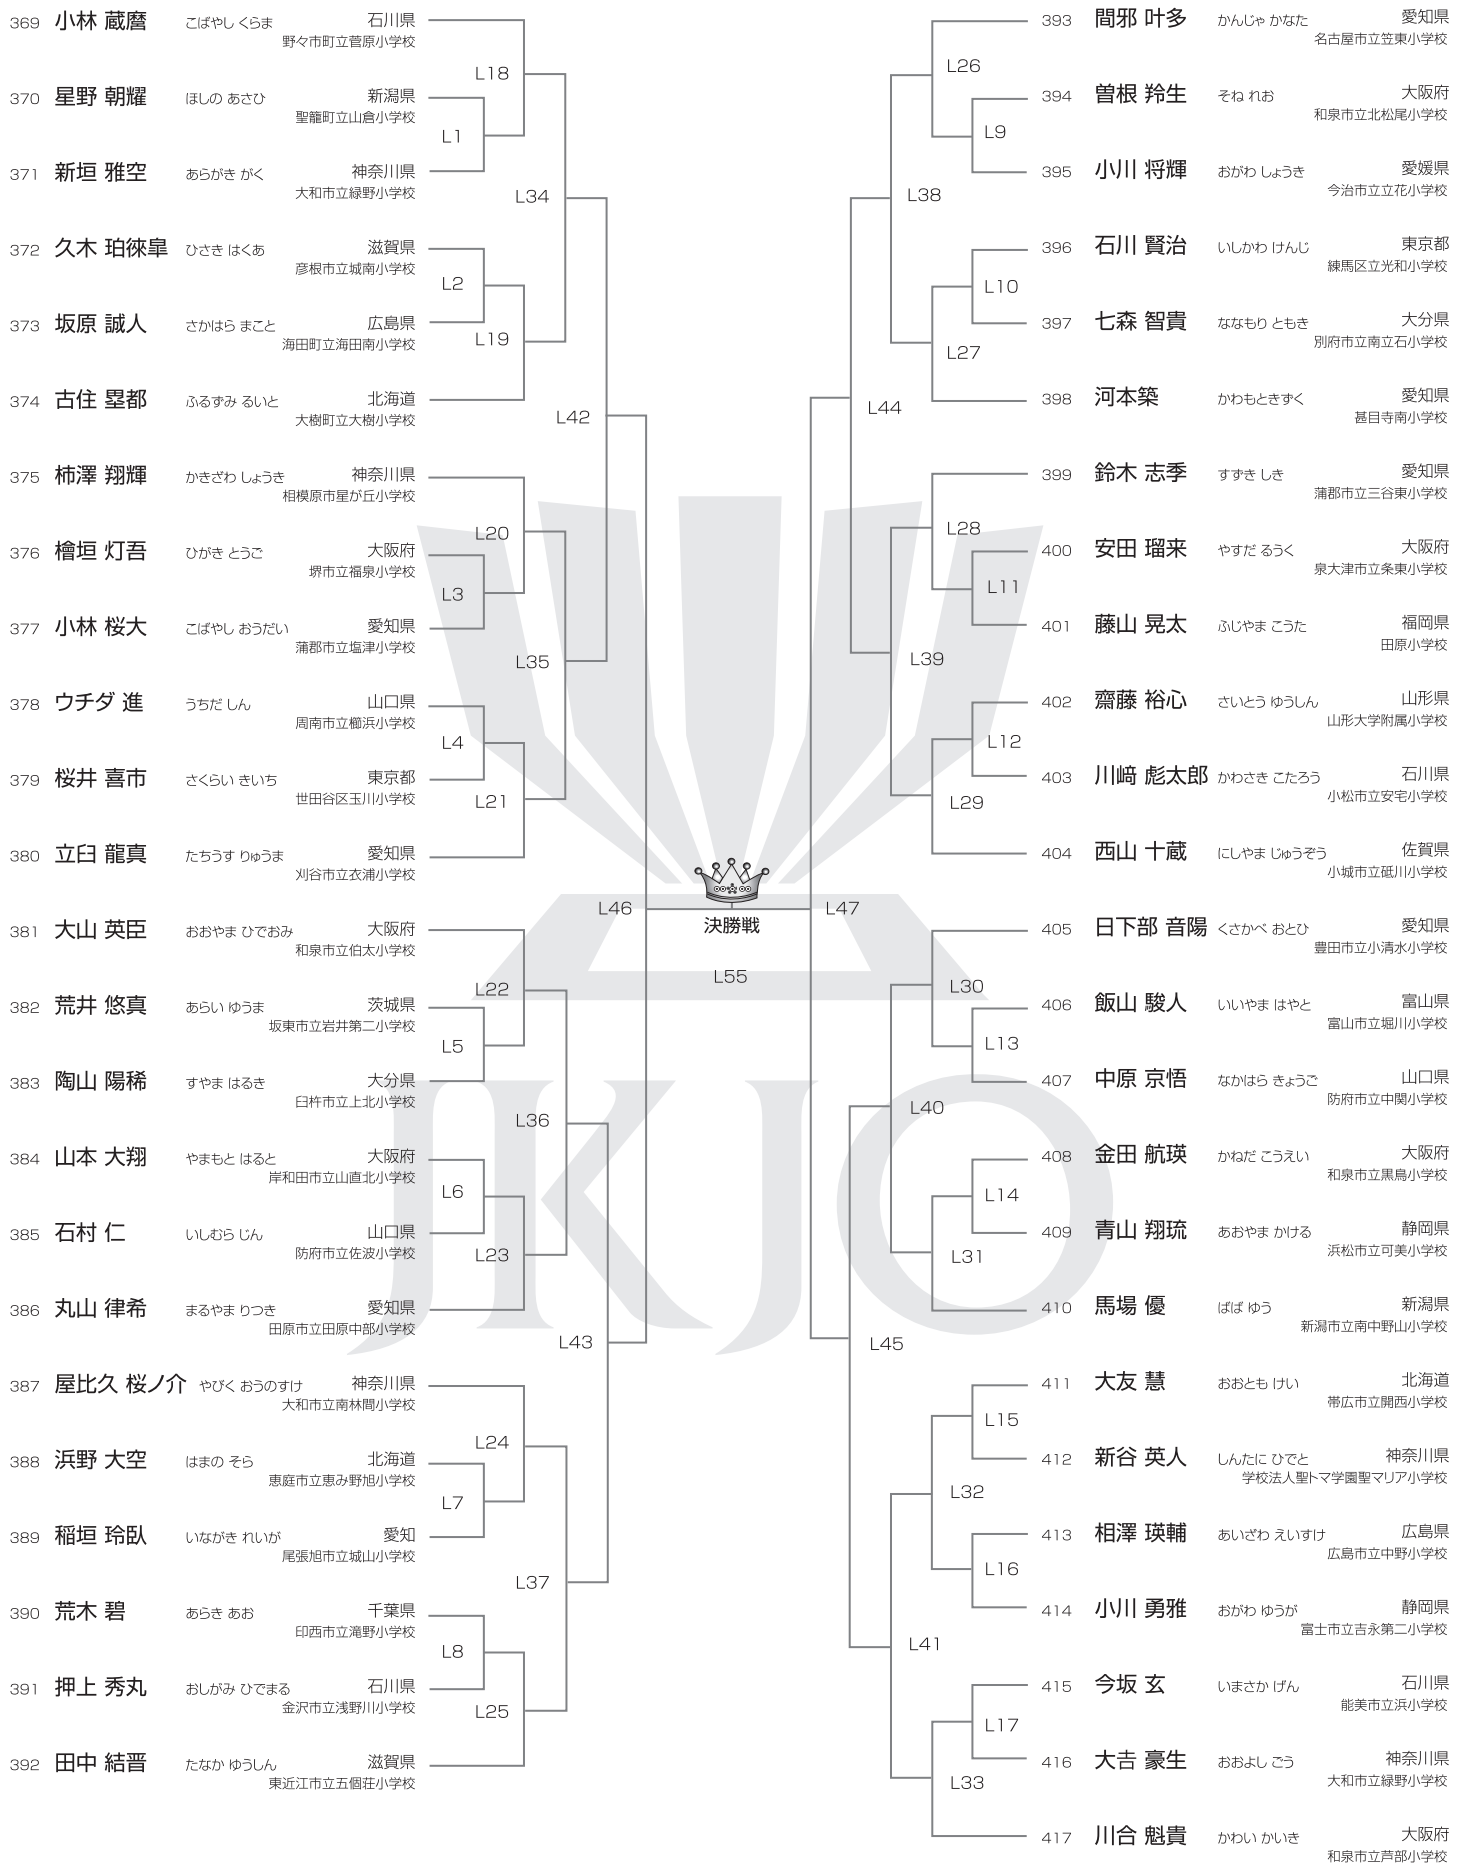 369 小林 蔵麿 こばやし くらま 石川県
野々市町立菅原小学校
L18
370 星野 朝耀 ほしの あさひ 新潟県
聖籠町立山倉小学校
L1
371 新垣 雅空 あらがき がく 神奈川県
大和市立緑野小学校
L34
372 久木 珀徠皐 ひさき はくあ 滋賀県
彦根市立城南小学校
L2
373 坂原 誠人 さかはら まこと 広島県
海田町立海田南小学校
L19
374 古住 塁都 ふるずみ るいと 北海道
大樹町立大樹小学校
L42
375 柿澤 翔輝 かきざわ しょうき 神奈川県
相模原市星が丘小学校
L20
376 檜垣 灯吾 ひがき とうご 大阪府
堺市立福泉小学校
L3
377 小林 桜大 こばやし おうだい 愛知県
蒲郡市立塩津小学校
L35
378 ウチダ 進 うちだ しん 山口県
周南市立櫛浜小学校
L4
379 桜井 喜市 さくらい きいち 東京都
世田谷区玉川小学校
L21
380 立臼 龍真 たちうす りゅうま 愛知県
刈谷市立衣浦小学校
L46
381 大山 英臣 おおやま ひでおみ 大阪府
和泉市立伯太小学校
L22
382 荒井 悠真 あらい ゆうま 茨城県
坂東市立岩井第二小学校
L5
383 陶山 陽稀 すやま はるき 大分県
臼杵市立上北小学校
L36
384 山本 大翔 やまもと はると 大阪府
岸和田市立山直北小学校
L6
385 石村 仁 いしむら じん 山口県
防府市立佐波小学校
L23
386 丸山 律希 まるやま りつき 愛知県
田原市立田原中部小学校
L43
387 屋比久 桜ノ介 やびく おうのすけ 神奈川県
大和市立南林間小学校
L24
388 浜野 大空 はまの そら 北海道
恵庭市立恵み野旭小学校
L7
389 稲垣 玲臥 いながき れいが 愛知
尾張旭市立城山小学校
L37
390 荒木 碧 あらき あお 千葉県
印西市立滝野小学校
L8
391 押上 秀丸 おしがみ ひでまる 石川県
金沢市立浅野川小学校
L25
392 田中 結晋 たなか ゆうしん 滋賀県
東近江市立五個荘小学校
決勝戦
L55
JKJO
393 間邪 叶多 かんじゃ かなた 愛知県
名古屋市立笠東小学校
L26
394 曽根 羚生 そね れお 大阪府
和泉市立北松尾小学校
L9
395 小川 将輝 おがわ しょうき 愛媛県
今治市立立花小学校
L38
396 石川 賢治 いしかわ けんじ 東京都
練馬区立光和小学校
L10
397 七森 智貴 ななもり ともき 大分県
別府市立南立石小学校
L27
398 河本築 かわもときずく 愛知県
甚目寺南小学校
L44
399 鈴木 志季 すずき しき 愛知県
蒲郡市立三谷東小学校
L28
400 安田 瑠来 やすだ るうく 大阪府
泉大津市立条東小学校
L11
401 藤山 晃太 ふじやま こうた 福岡県
田原小学校
L39
402 齋藤 裕心 さいとう ゆうしん 山形県
山形大学附属小学校
L12
403 川﨑 彪太郎 かわさき こたろう 石川県
小松市立安宅小学校
L29
404 西山 十蔵 にしやま じゅうぞう 佐賀県
小城市立砥川小学校
L47
405 日下部 音陽 くさかべ おとひ 愛知県
豊田市立小清水小学校
L30
406 飯山 駿人 いいやま はやと 富山県
富山市立堀川小学校
L13
407 中原 京悟 なかはら きょうご 山口県
防府市立中関小学校
L40
408 金田 航瑛 かねだ こうえい 大阪府
和泉市立黒鳥小学校
L14
409 青山 翔琉 あおやま かける 静岡県
浜松市立可美小学校
L31
410 馬場 優 ばば ゆう 新潟県
新潟市立南中野山小学校
L45
411 大友 慧 おおとも けい 北海道
帯広市立開西小学校
L15
412 新谷 英人 しんたに ひでと 神奈川県
学校法人聖トマ学園聖マリア小学校
L32
413 相澤 瑛輔 あいざわ えいすけ 広島県
広島市立中野小学校
L16
414 小川 勇雅 おがわ ゆうが 静岡県
富士市立吉永第二小学校
L41
415 今坂 玄 いまさか げん 石川県
能美市立浜小学校
L17
416 大吉 豪生 おおよし ごう 神奈川県
大和市立緑野小学校
L33
417 川合 魁貴 かわい かいき 大阪府
和泉市立芦部小学校